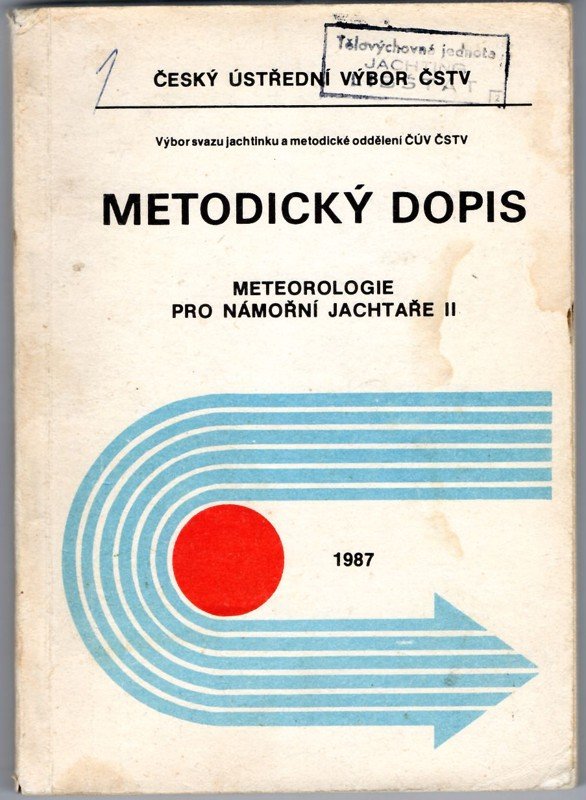 1
Tělovýchovná jednota
JACHTING
ČESKÝ ÚSTŘEDNÍ VÝBOR ČSTV
2
Výbor svazu jachtinku a metodické oddělení ČÚV ČSTV
METODICKÝ DOPIS
METEOROLOGIE
PRO NÁMOŘNÍ JACHTAŘE II
1987